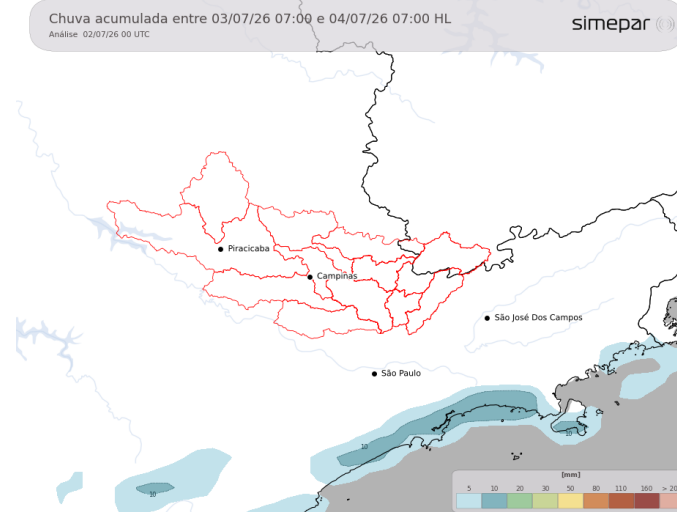 Chuva acumulada entre 03/07/26 07:00 e 04/07/26 07:00 HL
simepar
Análise 02/07/26 00 UTC
Piracicaba
Campinas
São José Dos Campos
São Paulo
10
10
10
[mm]
5 10 20 30 50 80 110 160 > 20